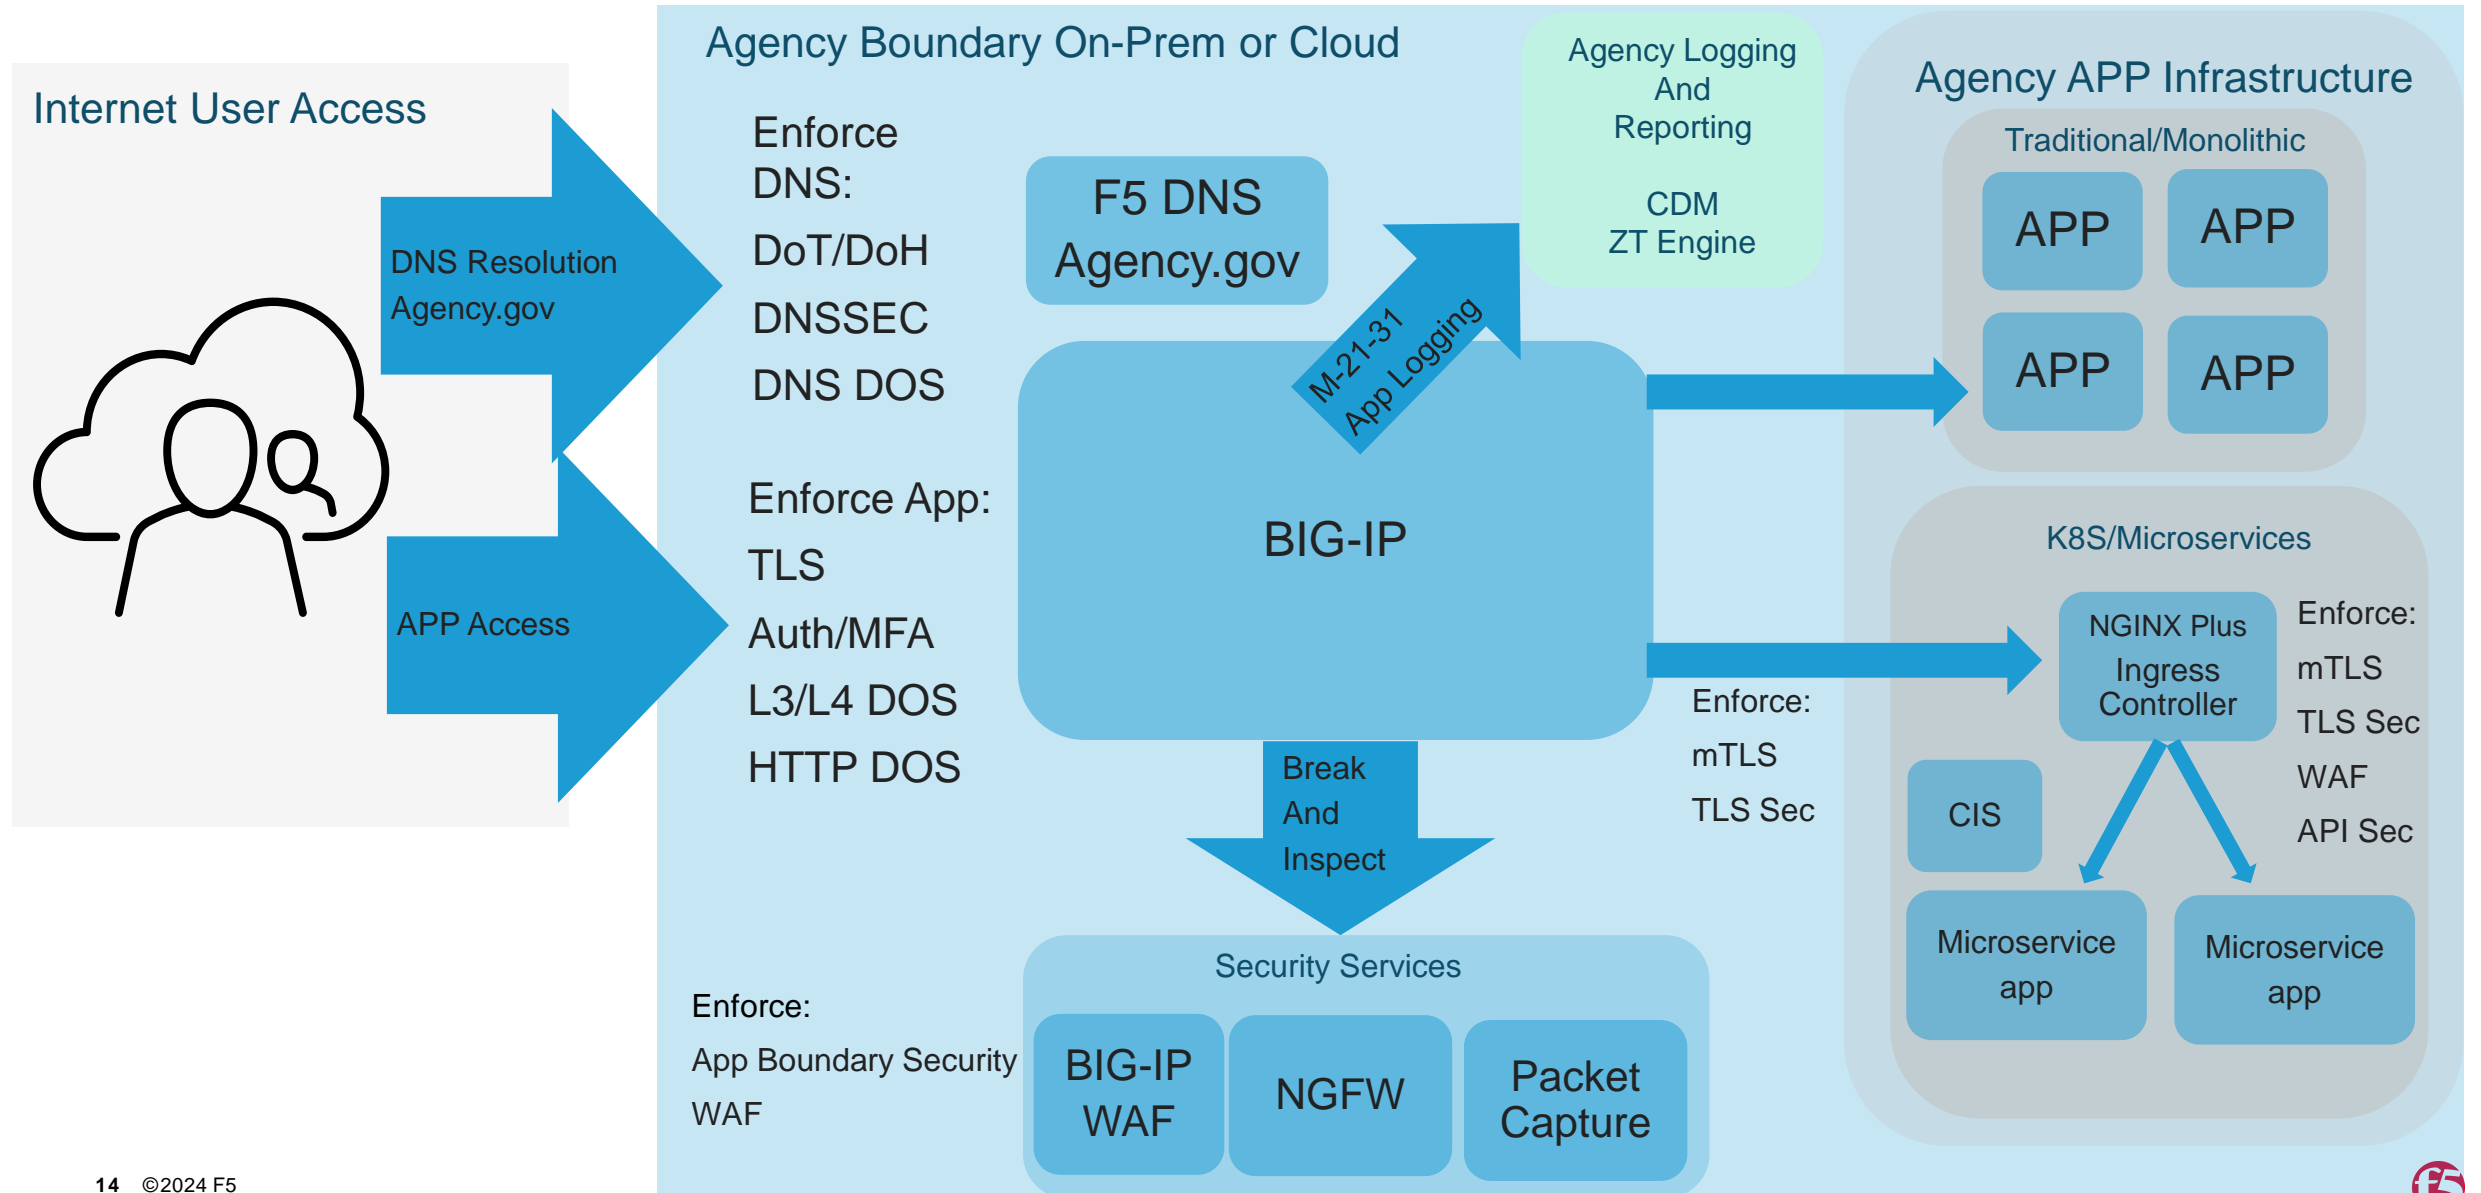 Agency Boundary On-Prem or Cloud
Internet User Access
DNS Resolution
Agency.gov
APP Access
Enforce
DNS:
DoT/DoH
DNSSEC
DNS DOS
Enforce App:
TLS
Auth/MFA
L3/L4 DOS
HTTP DOS
F5 DNS
Agency.gov
M-21-31
App Logging
BIG-IP
Agency Logging
And
Reporting
CDM
ZT Engine
Break
And
Inspect
Enforce:
mTLS
TLS Sec
Security Services
BIG-IP
WAF
NGFW
Packet
Capture
Enforce:
App Boundary Security
WAF
Agency APP Infrastructure
Traditional/Monolithic
APP
APP
APP
APP
K8S/Microservices
NGINX Plus
Ingress
Controller
Enforce:
mTLS
TLS Sec
WAF
API Sec
CIS
Microservice
app
Microservice
app
14 ©2024 F5
f5